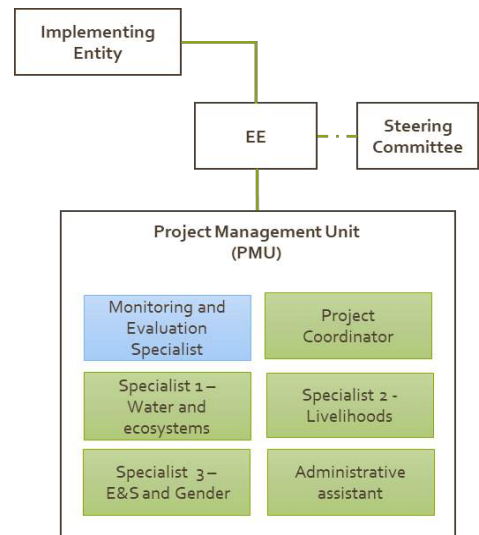 Implementing
Entity
EE
Steering
Committee
Project Management Unit
(PMU)
Monitoring and
Evaluation
Specialist
Project
Coordinator
Specialist 1 –
Water and
ecosystems
Specialist 2 -
Livelihoods
Specialist  3 –
E&S and Gender
Administrative
assistant